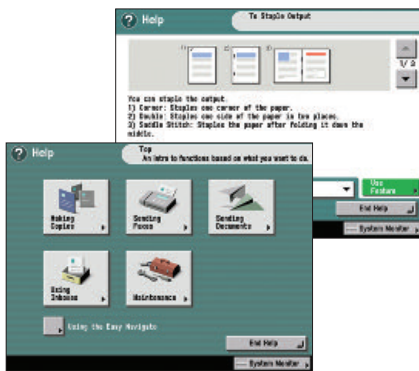 Help
To Staple Output
1)
2)
3)
1/ 3
You can staple the output.
1) Corner: Staples one corner of the paper.
2) Double: Staples one side of the paper in two places.
3) Saddle Stitch: Staples the paper after folding it down the
middle.
Use
Feature
End Help
System Monitor
Help
Top
An intro to functions based on what you want to do.
Making
Copies
Sending
Faxes
Sending
Documents
Using
Inboxes
Maintenance
Using the Easy Navigate
End Help
System Monitor